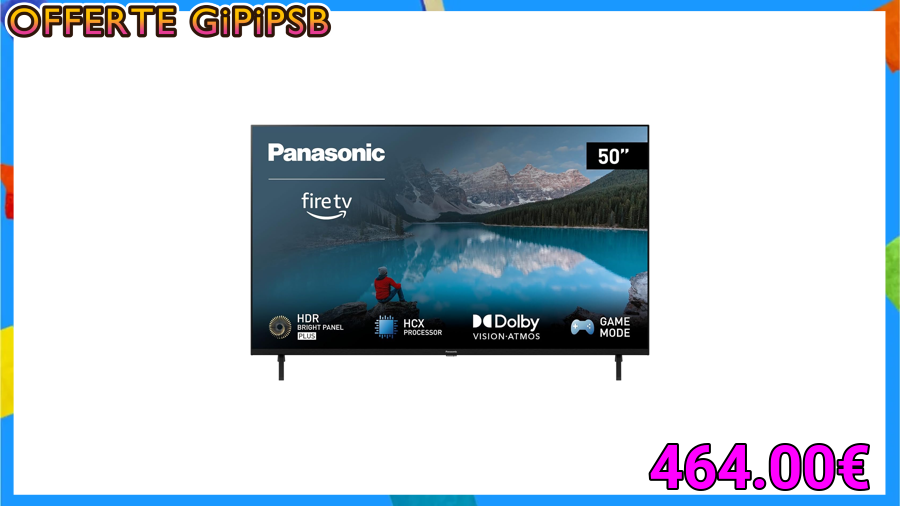 OFFERTE GiPiPSB
Panasonic
50”
fire tv
HDR
BRIGHT PANEL
PLUS
HCX
PROCESSOR
Dolby
VISION·ATMOS
GAME
MODE
Panasonic
464.00€